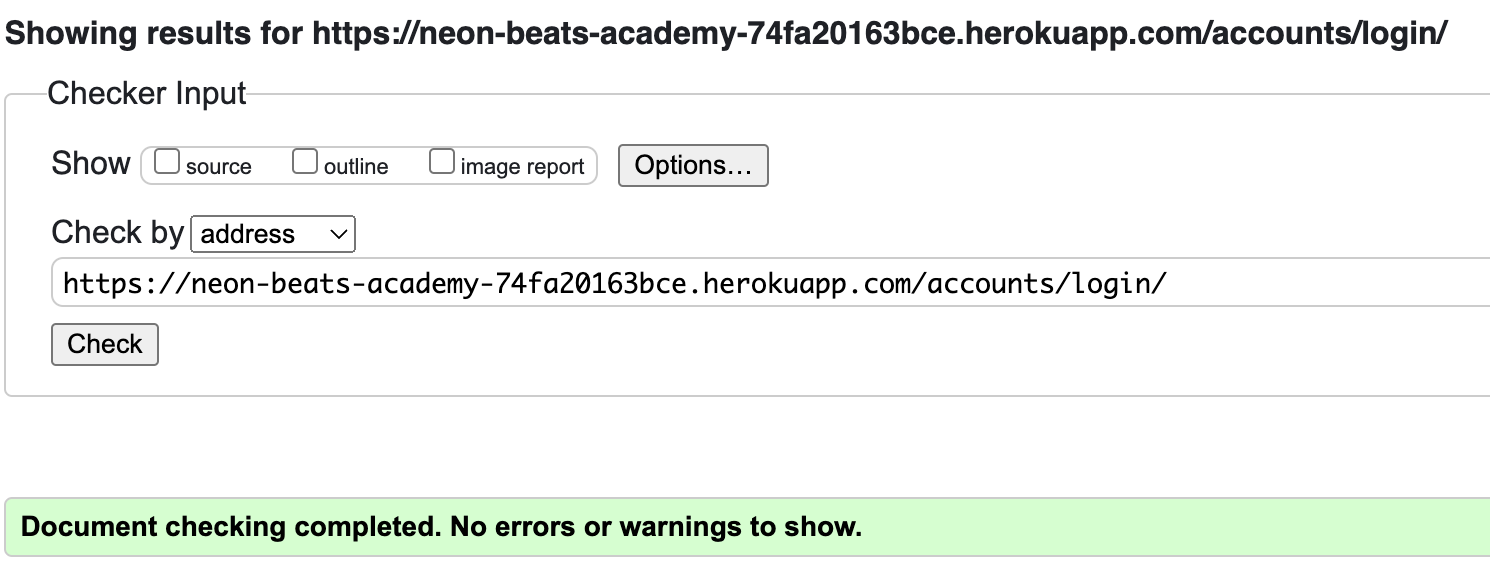 Showing results for https://neon-beats-academy-74fa20163bce.herokuapp.com/accounts/login/
Checker Input
Show source outline image report Options...
Check by address
https://neon-beats-academy-74fa20163bce.herokuapp.com/accounts/login/
Check
Document checking completed. No errors or warnings to show.